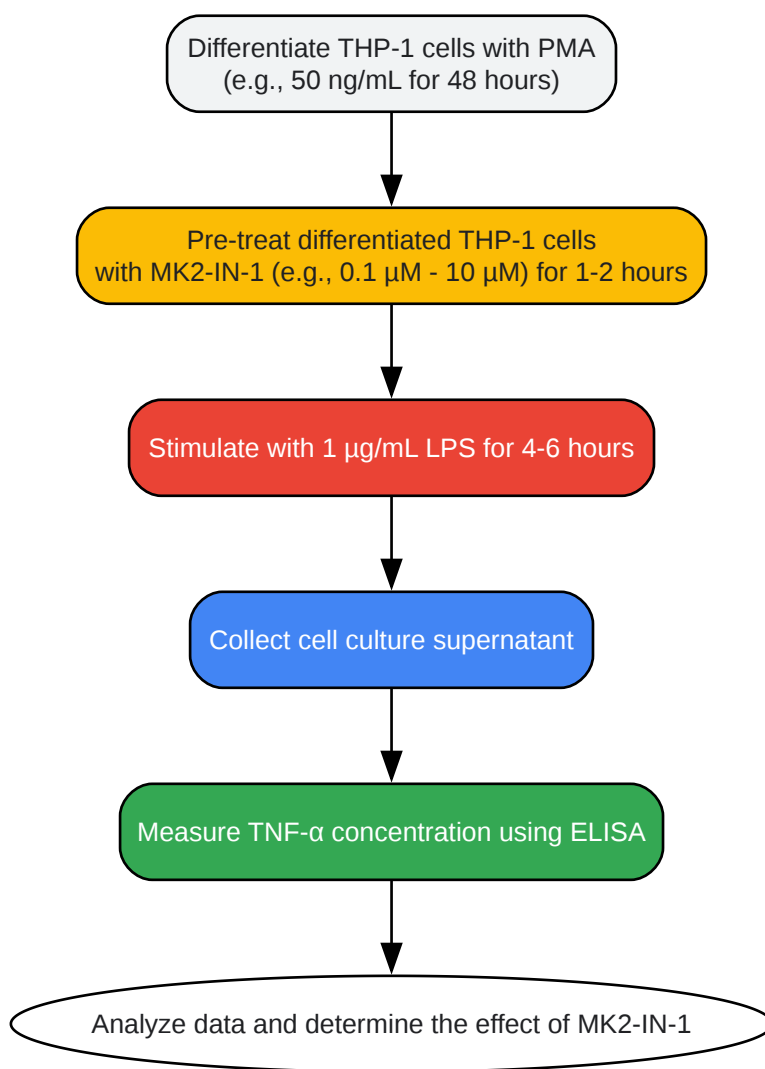 Differentiate THP-1 cells with PMA
(e.g., 50 ng/mL for 48 hours)
Pre-treat differentiated THP-1 cells
with MK2-IN-1 (e.g., 0.1 µM - 10 µM) for 1-2 hours
Stimulate with 1 µg/mL LPS for 4-6 hours
Collect cell culture supernatant
Measure TNF-α concentration using ELISA
Analyze data and determine the effect of MK2-IN-1